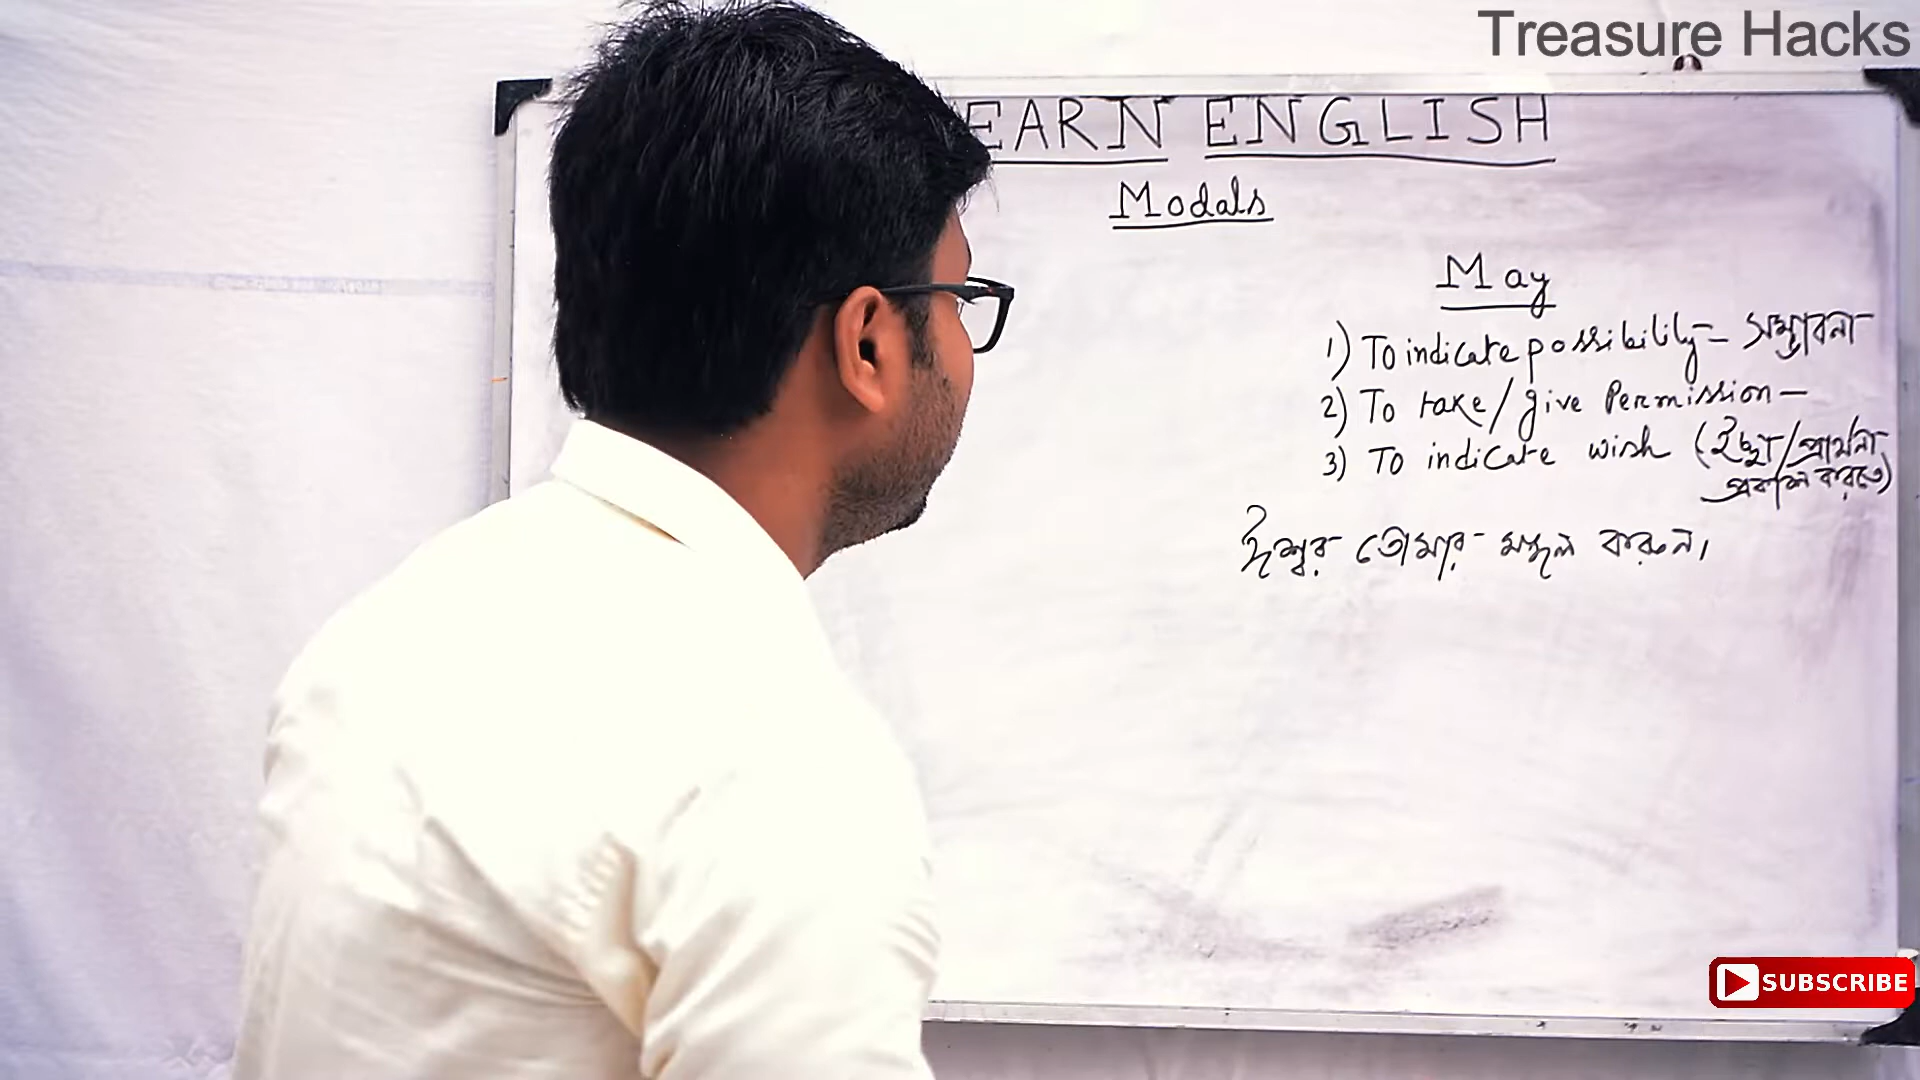 Treasure Hacks
EARN ENGLISH
Modals
May
1) To indicate possibility - সম্ভাবনা
2) To take/give Permission -
3) To indicate wish (ইচ্ছা/প্রার্থনা
প্রকাশ করতে)
ঈশ্বর তোমার মঙ্গল করুন।
SUBSCRIBE